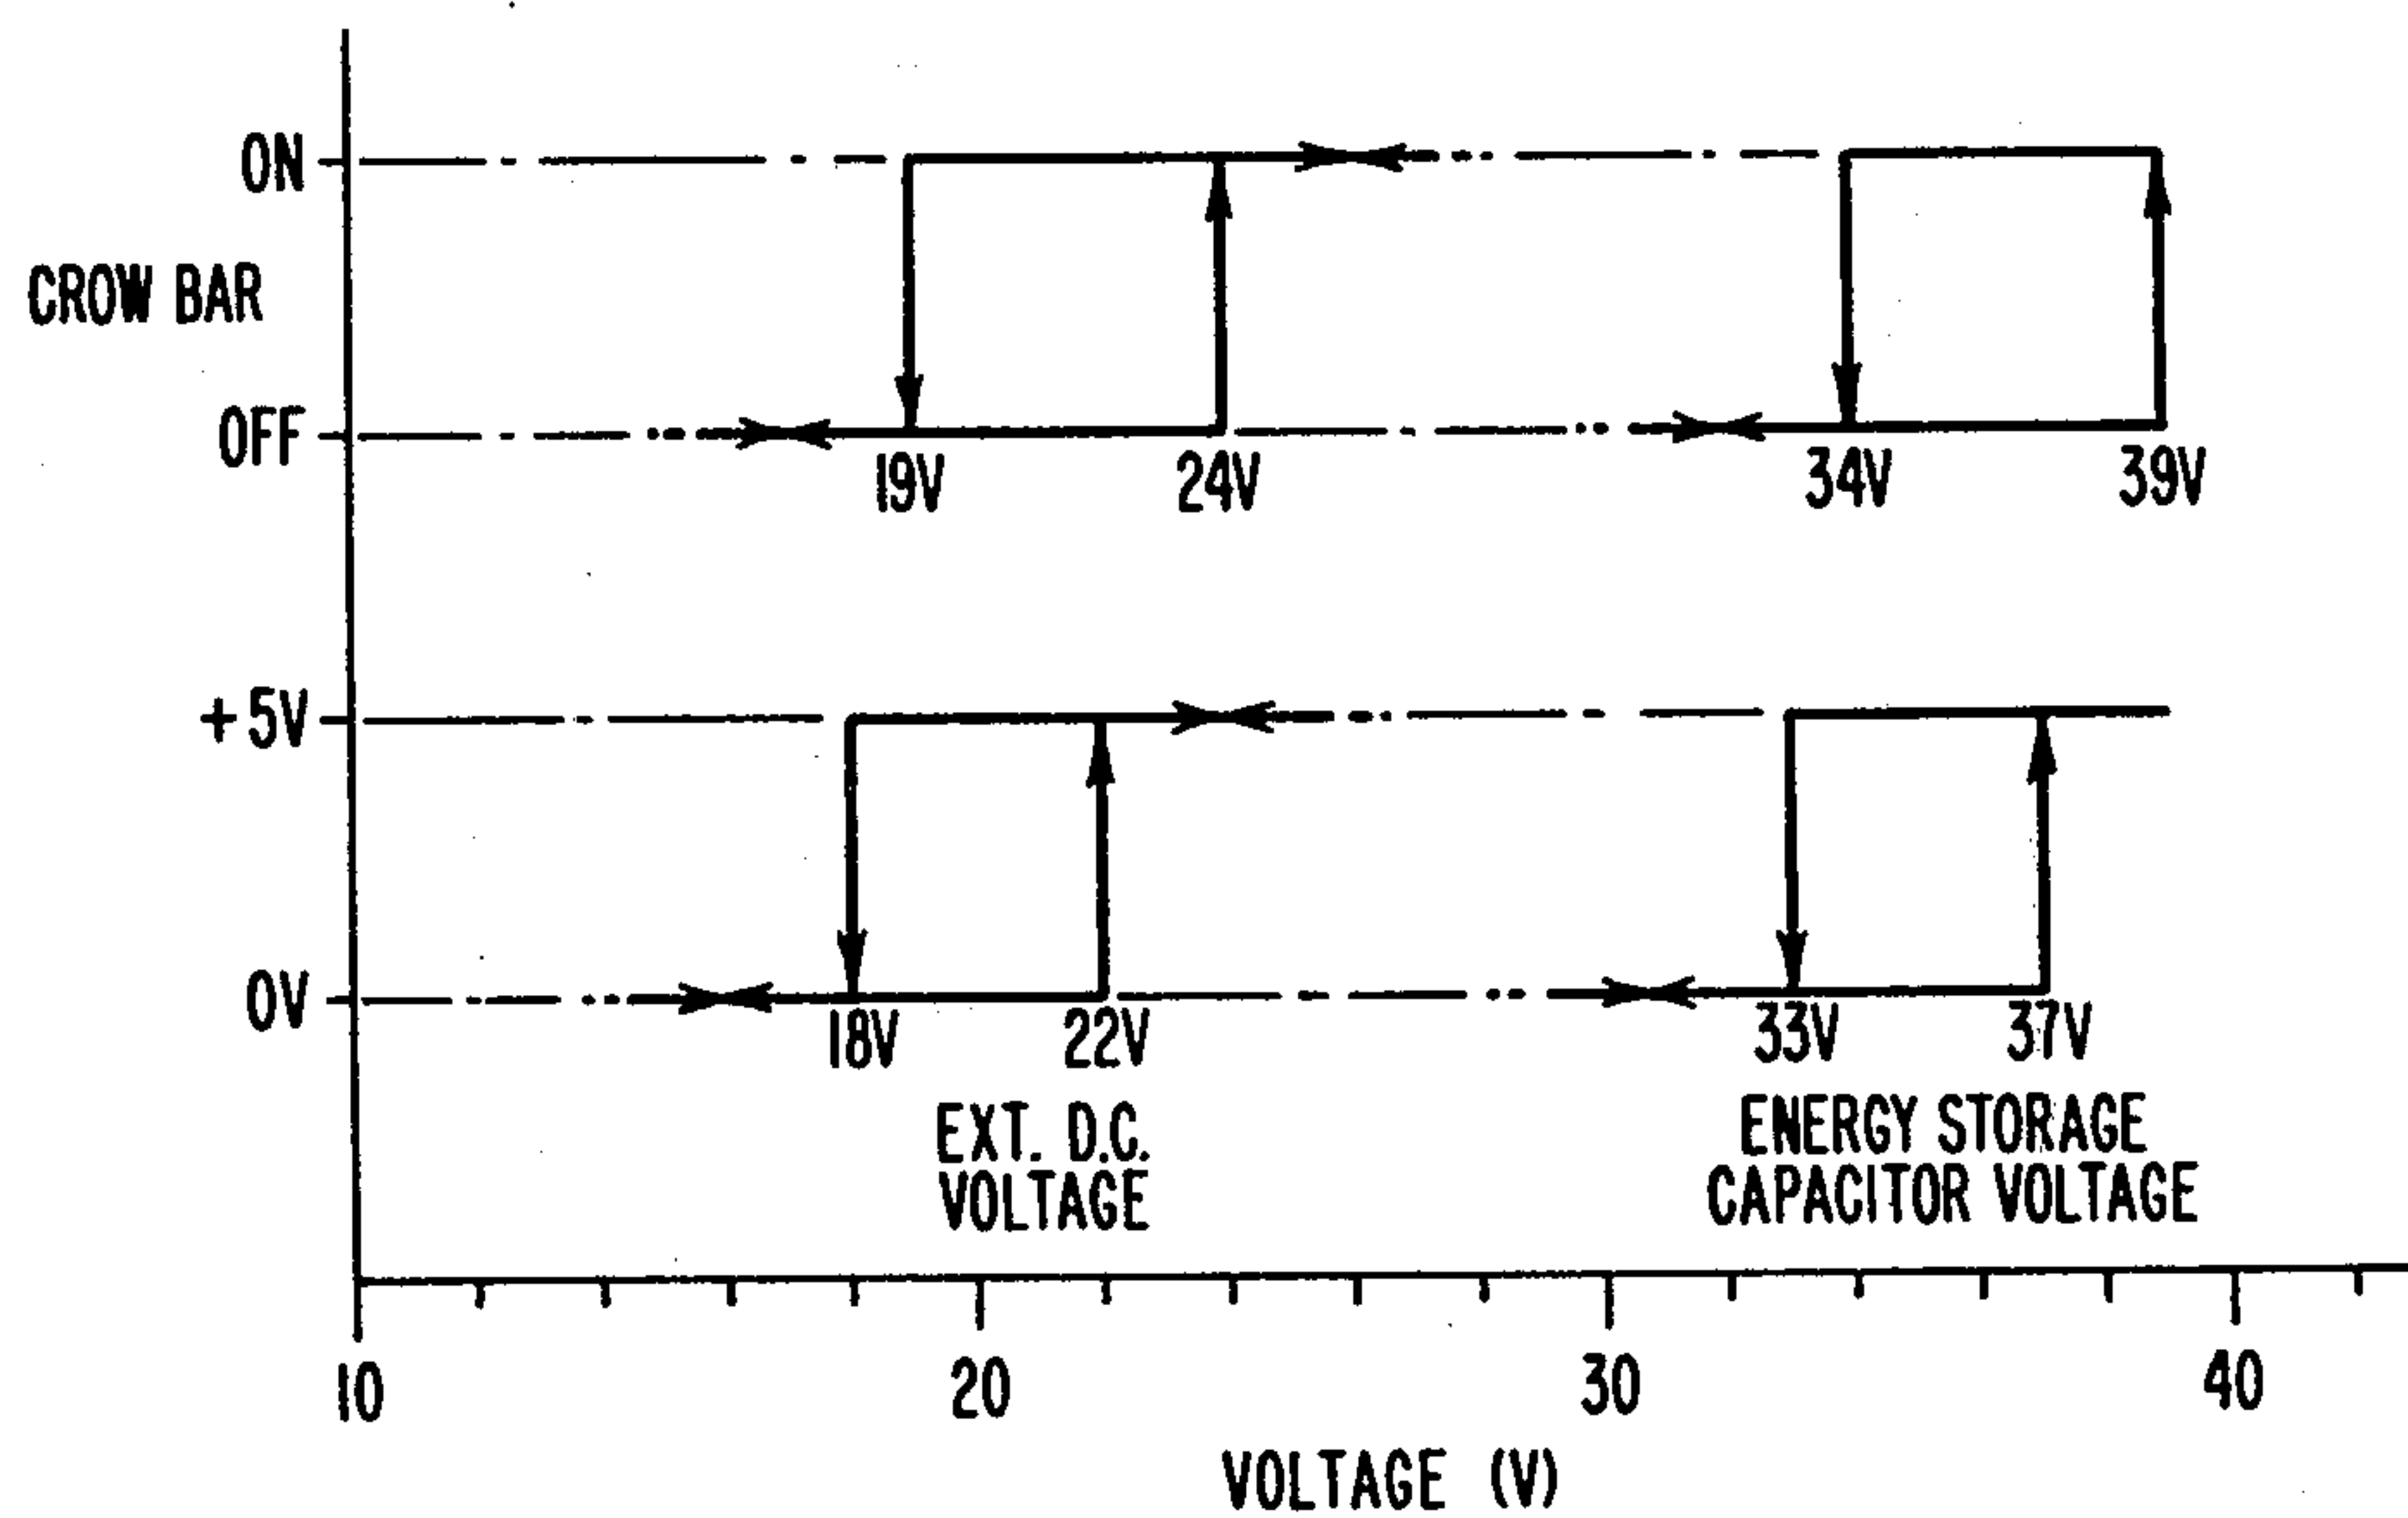 ON
CROW BAR
OFF
19V 24V 34V 39V
+5V
0V
18V 22V 33V 37V
EXT. D.C.
VOLTAGE
ENERGY STORAGE
CAPACITOR VOLTAGE
10 20 30 40
VOLTAGE (V)